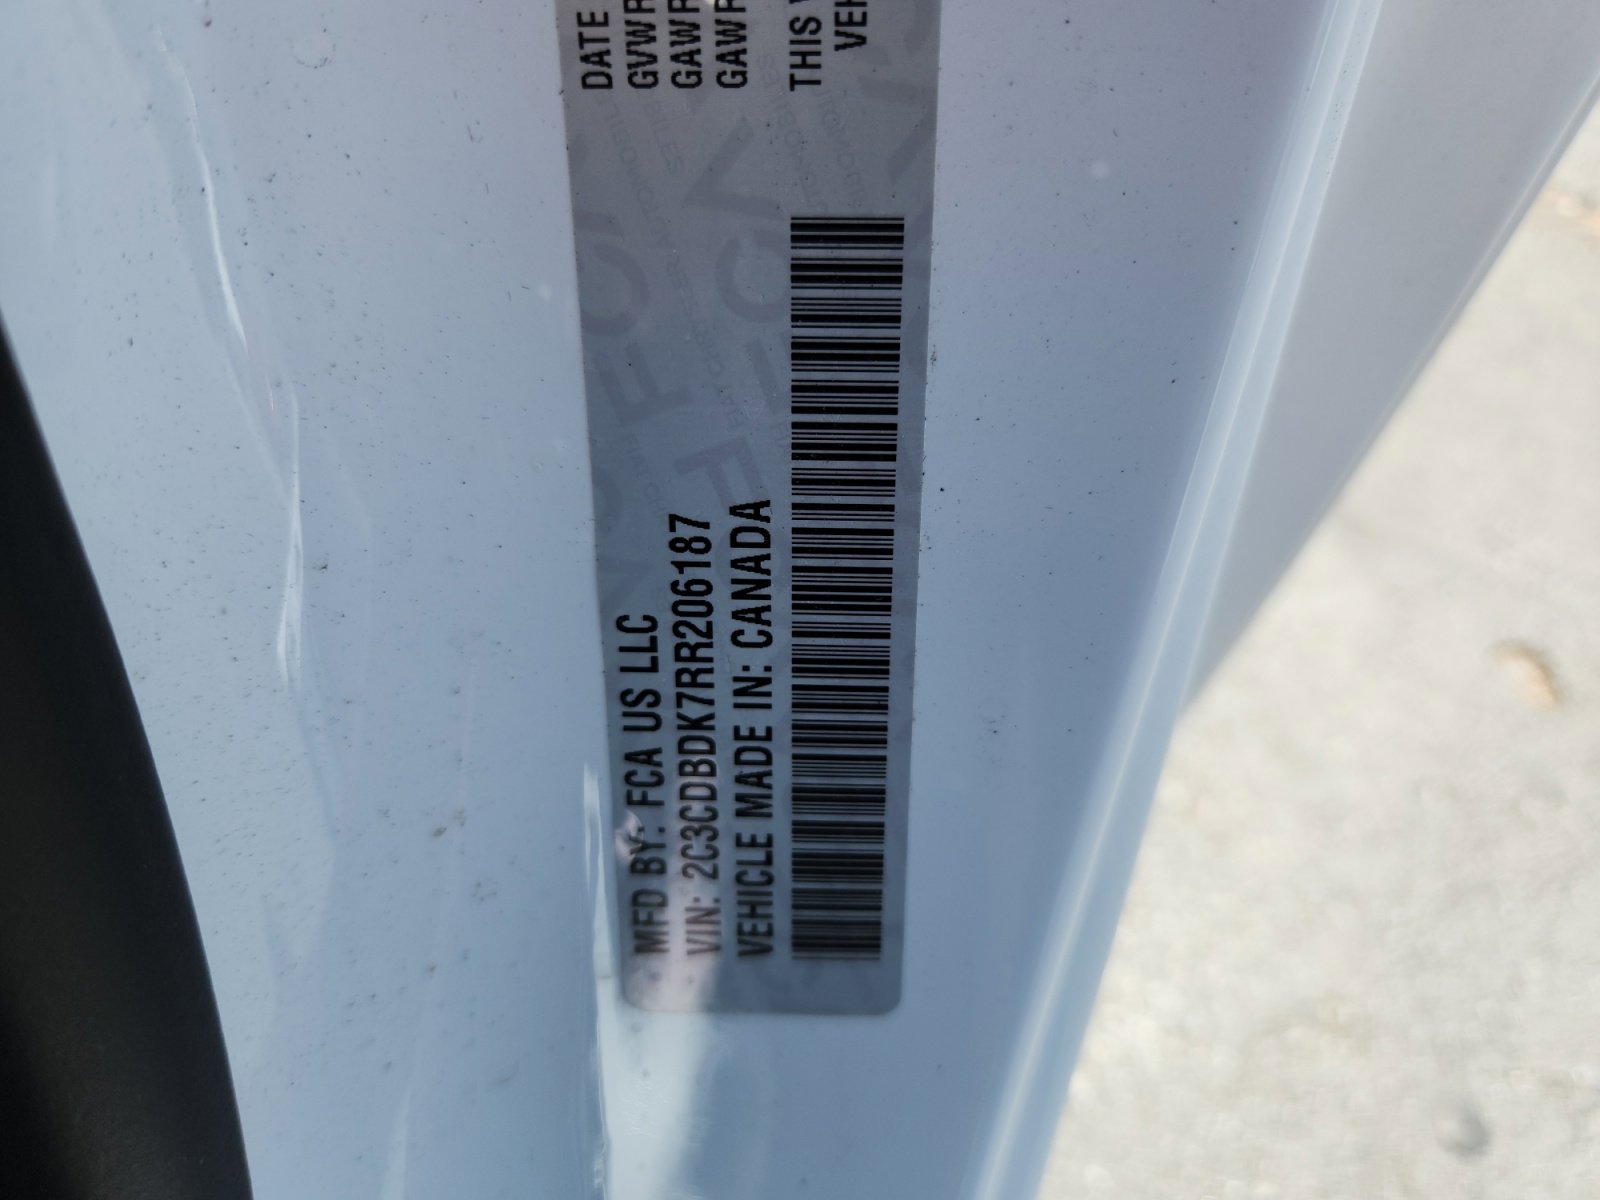 MFD BY: FCA US LLC
VIN: 2C3CDBDK7RR206187
VEHICLE MADE IN: CANADA
DATE
GVWR
GAWR
GAWR
THIS
VEH